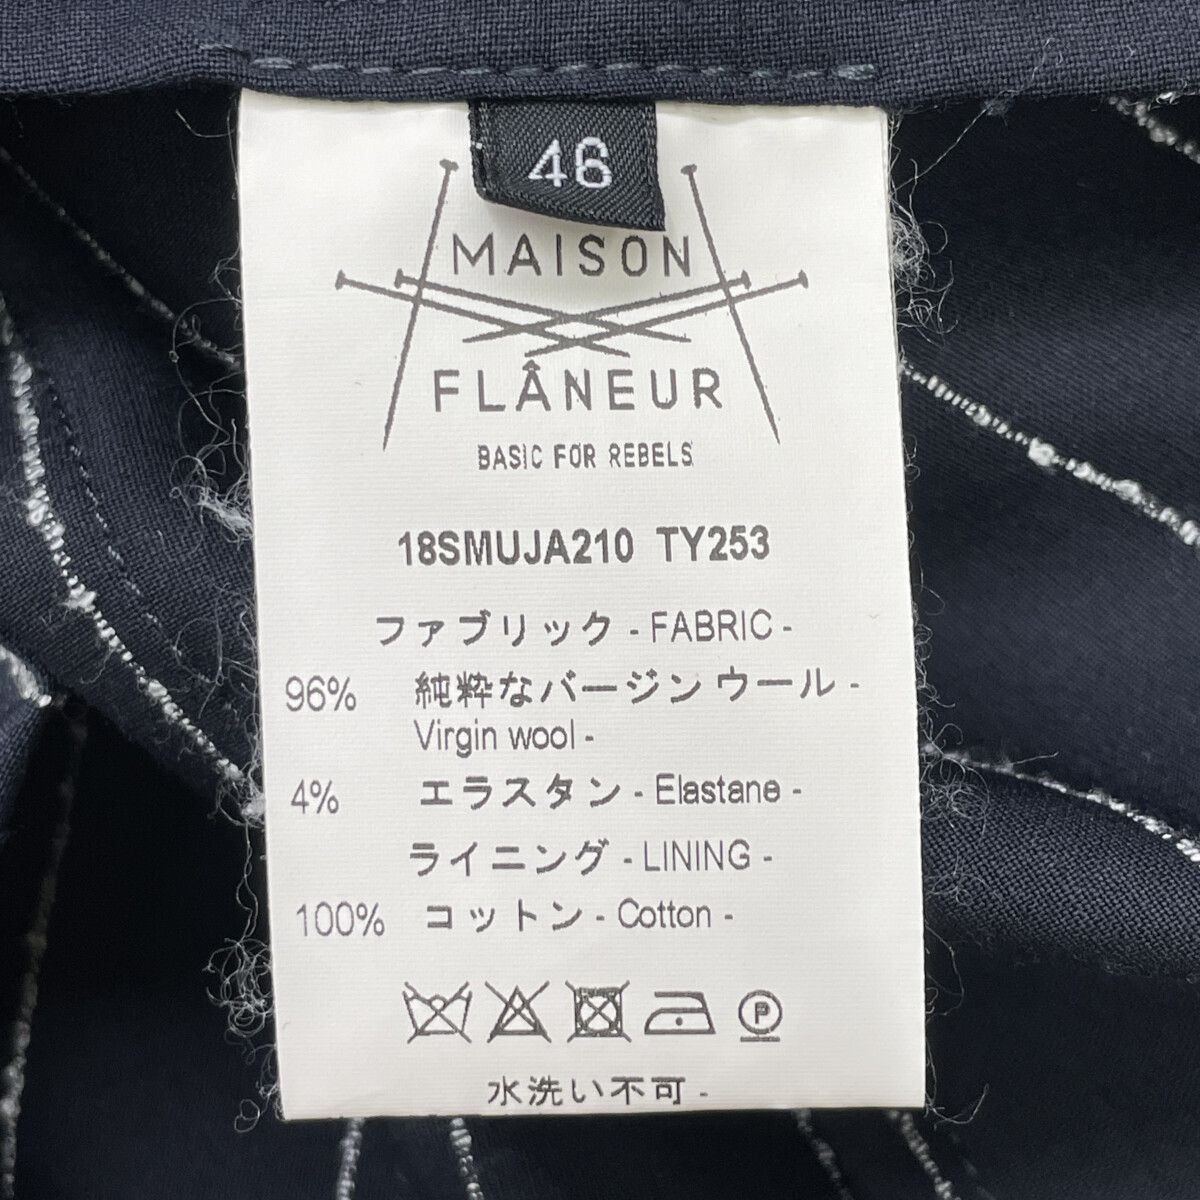 46
MAISON
FLÂNEUR
BASIC FOR REBELS
18SMUJA210 TY253
ファブリック - FABRIC -
96% 純粋なバージン ウール -
Virgin wool -
4% エラスタン - Elastane -
ライニング - LINING -
100% コットン - Cotton -
P
水洗い不可 -